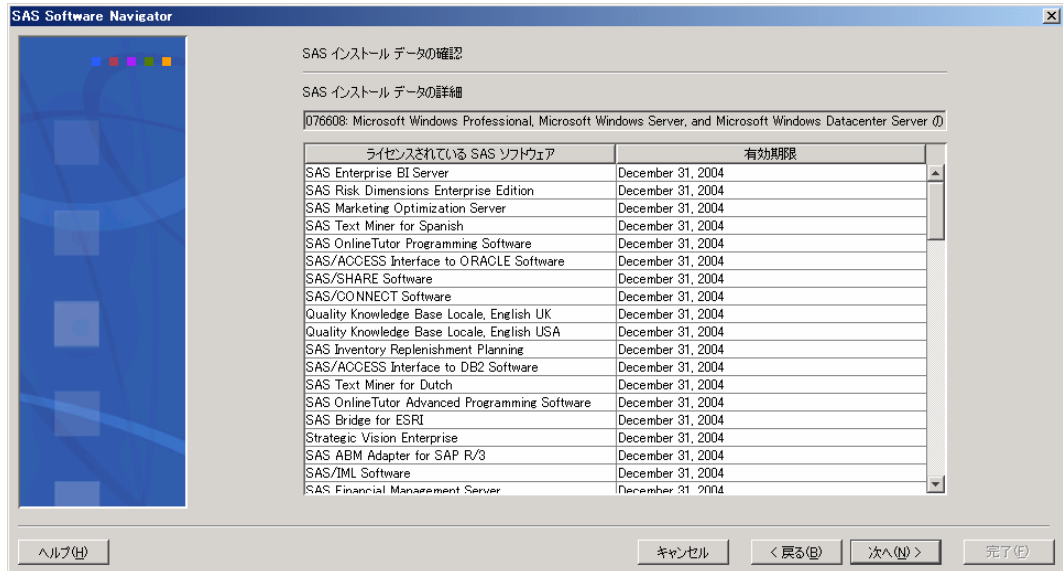 SAS Software Navigator
SAS インストール データの確認
SAS インストール データの詳細
076608: Microsoft Windows Professional, Microsoft Windows Server, and Microsoft Windows Datacenter Server の
ライセンスされている SAS ソフトウェア 有効期限
SAS Enterprise BI Server December 31, 2004
SAS Risk Dimensions Enterprise Edition December 31, 2004
SAS Marketing Optimization Server December 31, 2004
SAS Text Miner for Spanish December 31, 2004
SAS OnlineTutor Programming Software December 31, 2004
SAS/ACCESS Interface to ORACLE Software December 31, 2004
SAS/SHARE Software December 31, 2004
SAS/CONNECT Software December 31, 2004
Quality Knowledge Base Locale, English UK December 31, 2004
Quality Knowledge Base Locale, English USA December 31, 2004
SAS Inventory Replenishment Planning December 31, 2004
SAS/ACCESS Interface to DB2 Software December 31, 2004
SAS Text Miner for Dutch December 31, 2004
SAS OnlineTutor Advanced Programming Software December 31, 2004
SAS Bridge for ESRI December 31, 2004
Strategic Vision Enterprise December 31, 2004
SAS ABM Adapter for SAP R/3 December 31, 2004
SAS/IML Software December 31, 2004
SAS Financial Management Server December 31, 2004
ヘルプ(H) キャンセル < 戻る(B) 次へ(N) > 完了(F)